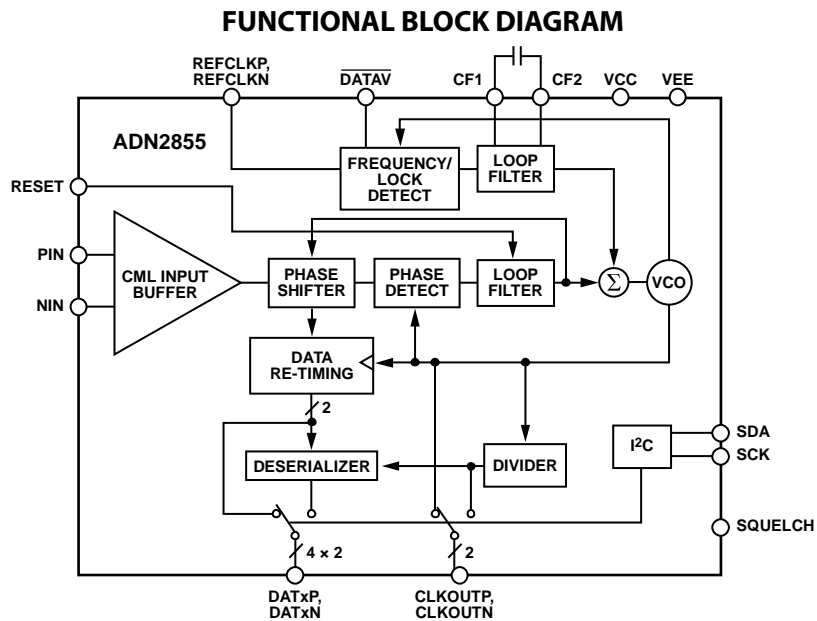 FUNCTIONAL BLOCK DIAGRAM
REFCLKP,
REFCLKN
DATAV
CF1
CF2
VCC
VEE
ADN2855
FREQUENCY/
LOCK
DETECT
LOOP
FILTER
RESET
PIN
NIN
CML INPUT
BUFFER
PHASE
SHIFTER
PHASE
DETECT
LOOP
FILTER
Σ
VCO
DATA
RE-TIMING
2
DESERIALIZER
DIVIDER
I²C
SDA
SCK
SQUELCH
4 × 2
2
DATxP,
DATxN
CLKOUTP,
CLKOUTN